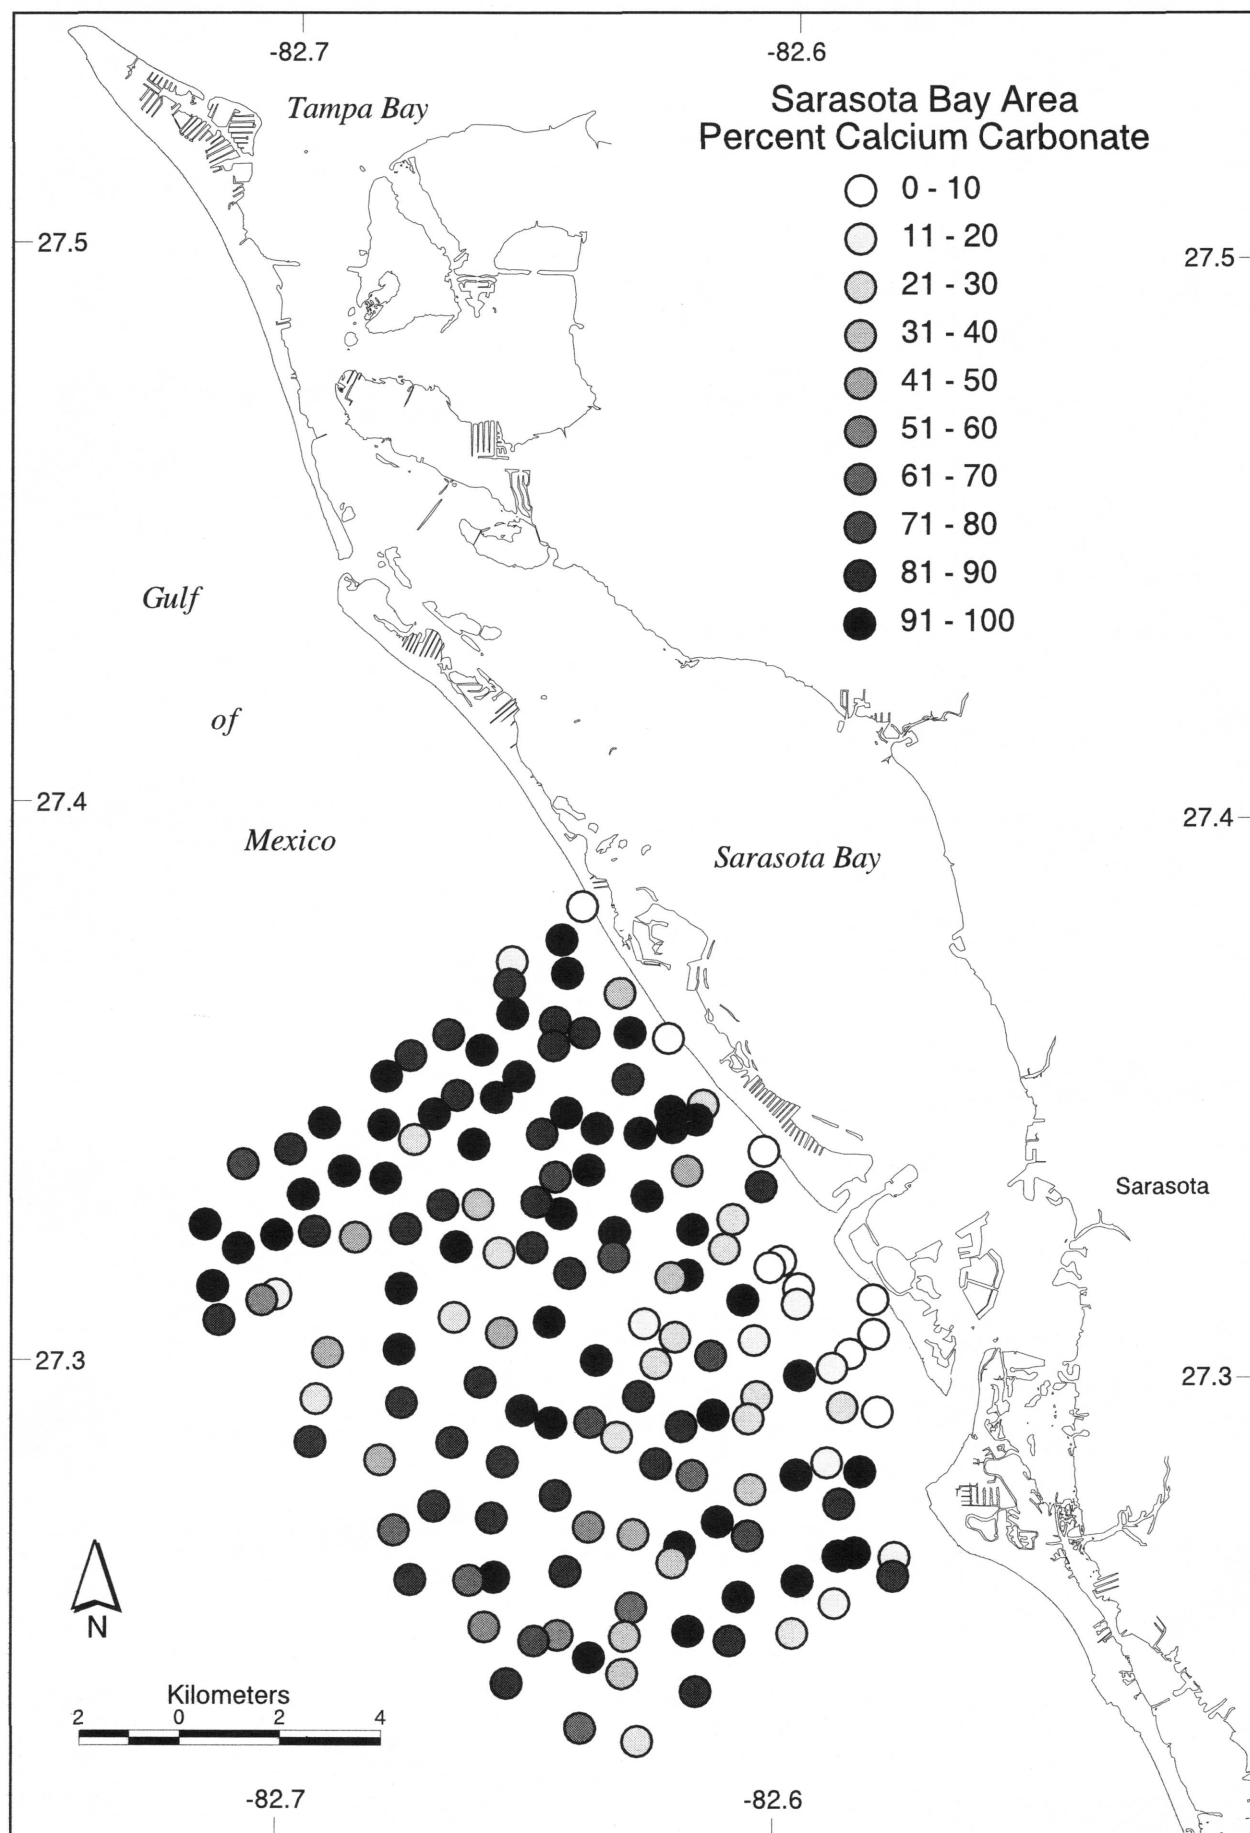 -82.7
-82.6
Tampa Bay
Sarasota Bay Area
Percent Calcium Carbonate
0 - 10
11 - 20
21 - 30
31 - 40
41 - 50
51 - 60
61 - 70
71 - 80
81 - 90
91 - 100
27.5
27.5
Gulf
of
Mexico
27.4
27.4
Sarasota Bay
Sarasota
27.3
27.3
N
Kilometers
2 0 2 4
-82.7
-82.6